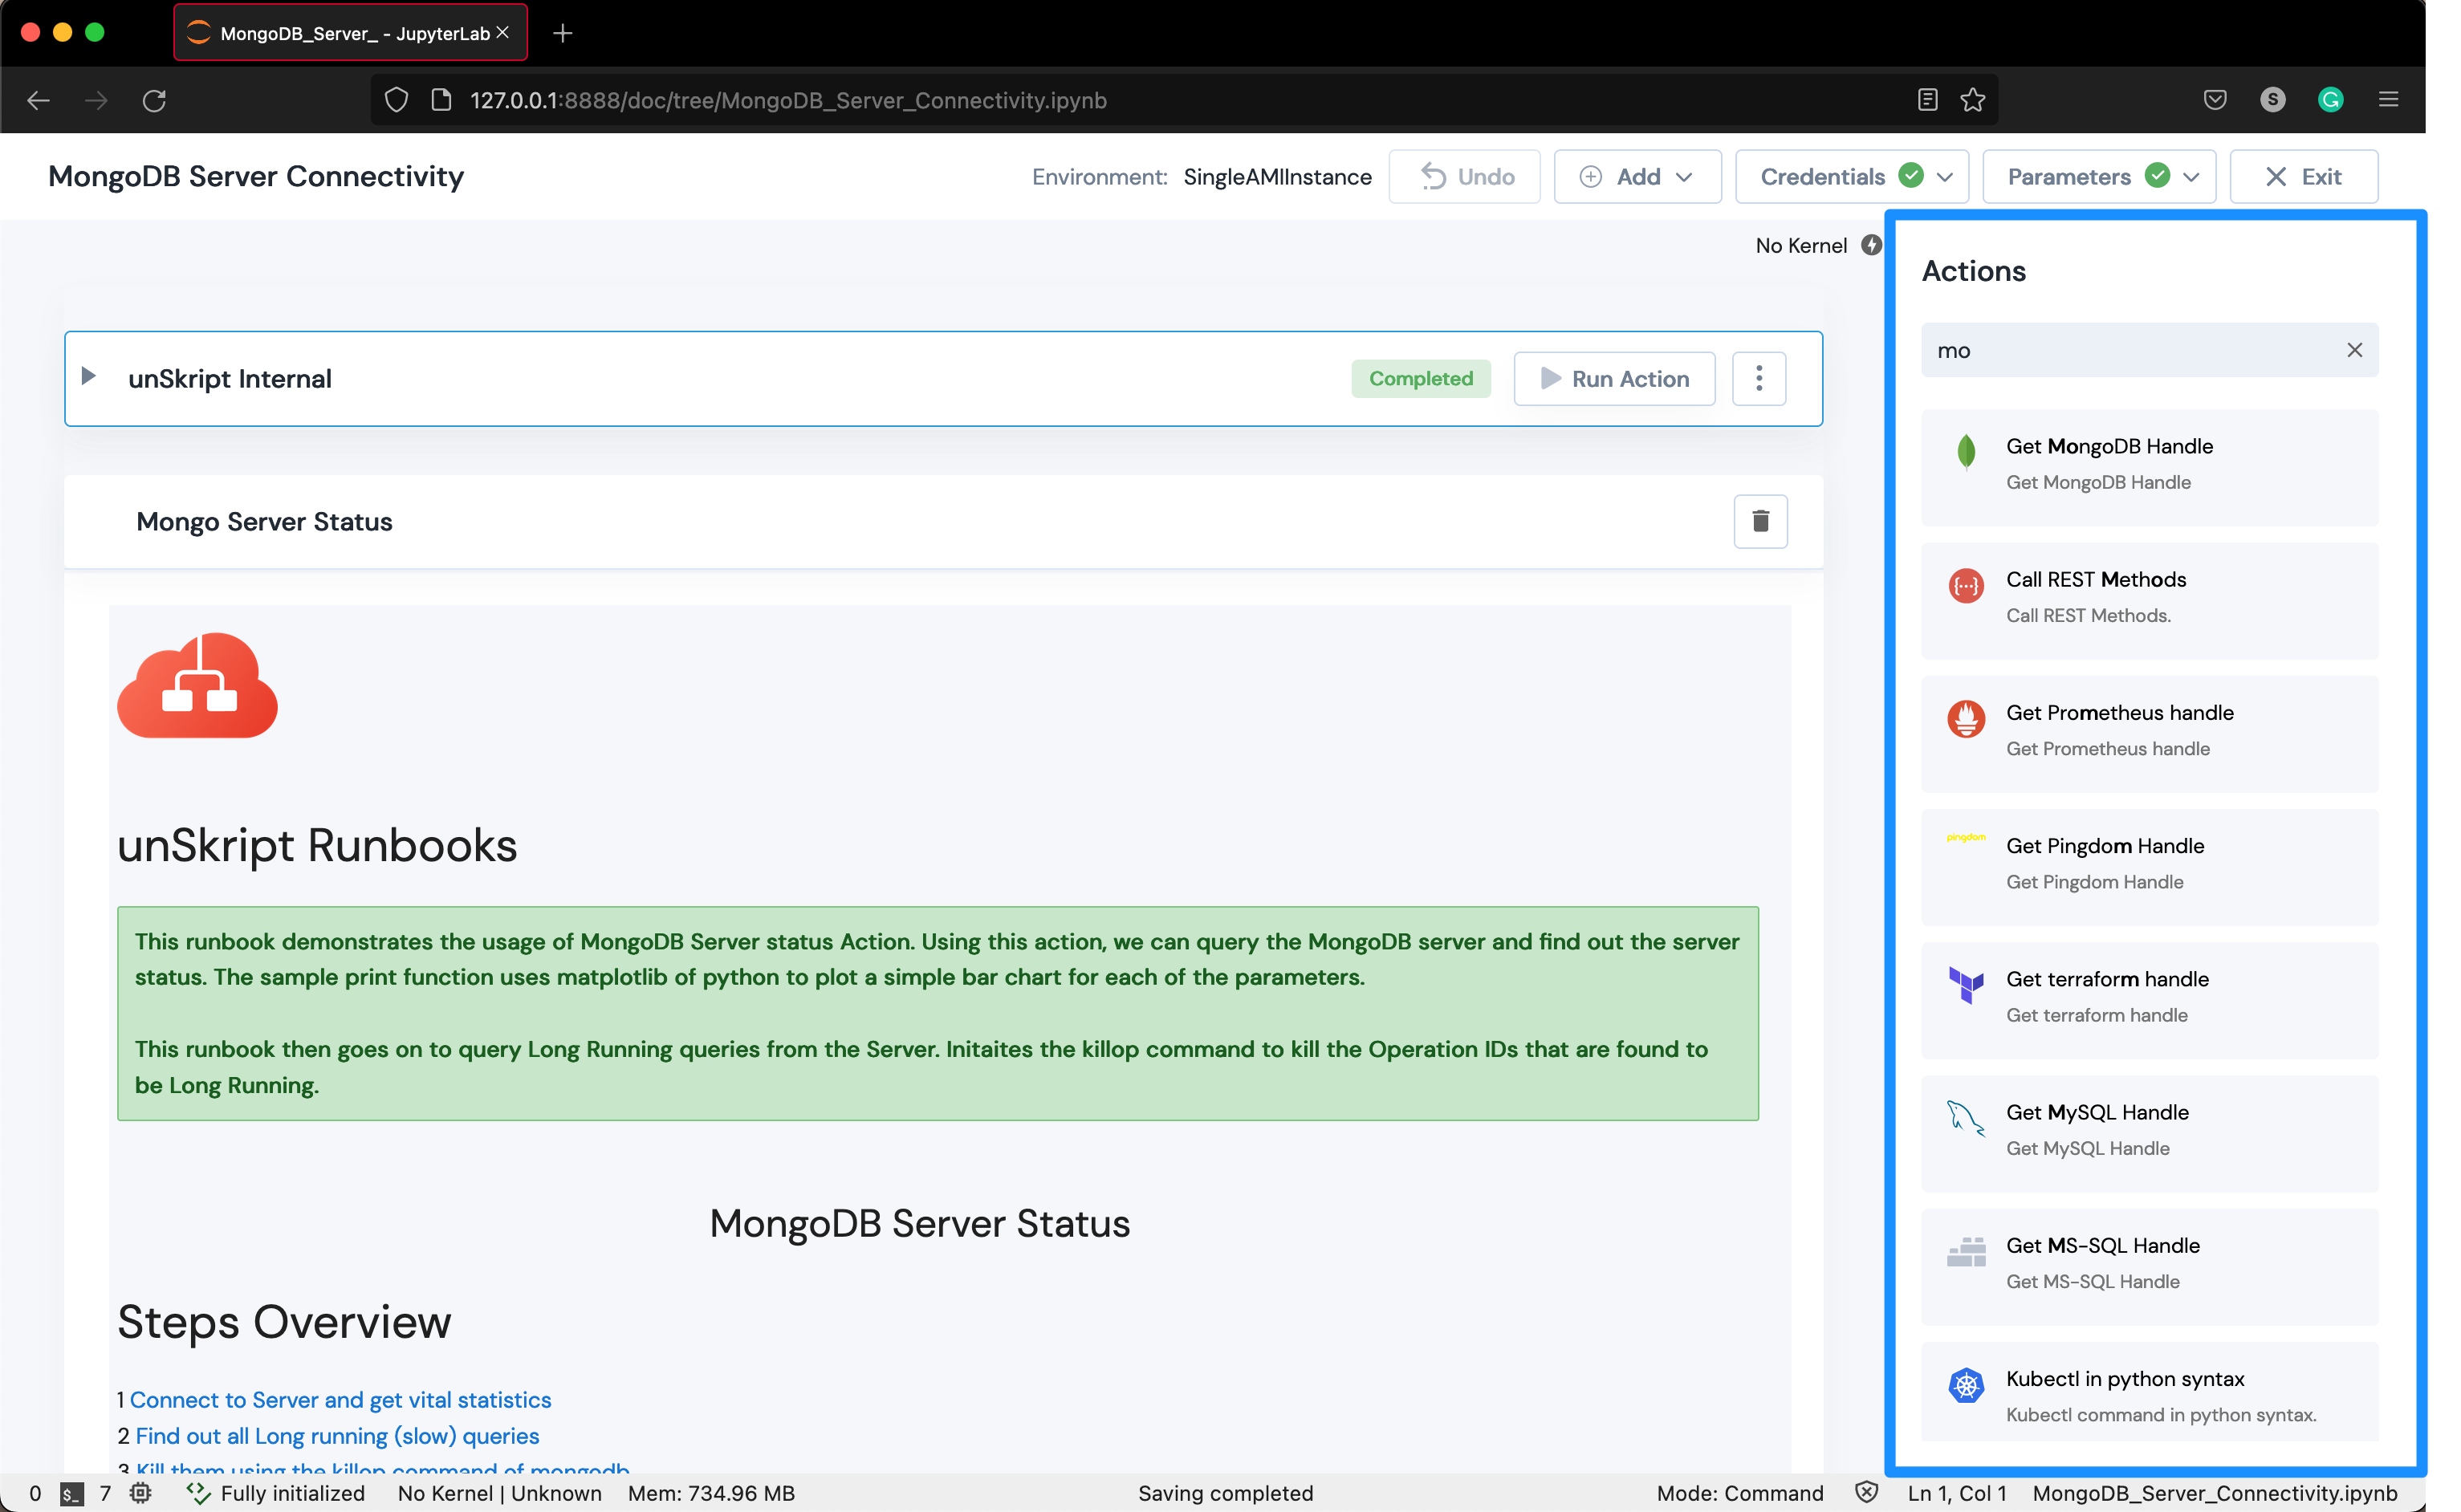 MongoDB_Server_ - JupyterLab
127.0.0.1:8888/doc/tree/MongoDB_Server_Connectivity.ipynb
S
G
MongoDB Server Connectivity
Environment: SingleAMIInstance
Undo
Add
Credentials
Parameters
Exit
No Kernel
unSkript Internal
Completed
Run Action
Mongo Server Status
unSkript Runbooks
This runbook demonstrates the usage of MongoDB Server status Action. Using this action, we can query the MongoDB server and find out the server
status. The sample print function uses matplotlib of python to plot a simple bar chart for each of the parameters.
This runbook then goes on to query Long Running queries from the Server. Initaites the killop command to kill the Operation IDs that are found to
be Long Running.
MongoDB Server Status
Steps Overview
1 Connect to Server and get vital statistics
2 Find out all Long running (slow) queries
3 Kill them using the killop command of mongodb
Actions
mo
Get MongoDB Handle
Get MongoDB Handle
{...}
Call REST Methods
Call REST Methods.
Get Prometheus handle
Get Prometheus handle
pingdom
Get Pingdom Handle
Get Pingdom Handle
Get terraform handle
Get terraform handle
Get MySQL Handle
Get MySQL Handle
Get MS-SQL Handle
Get MS-SQL Handle
Kubectl in python syntax
Kubectl command in python syntax.
0 $_ 7 Fully initialized No Kernel | Unknown Mem: 734.96 MB Saving completed Mode: Command Ln 1, Col 1 MongoDB_Server_Connectivity.ipynb